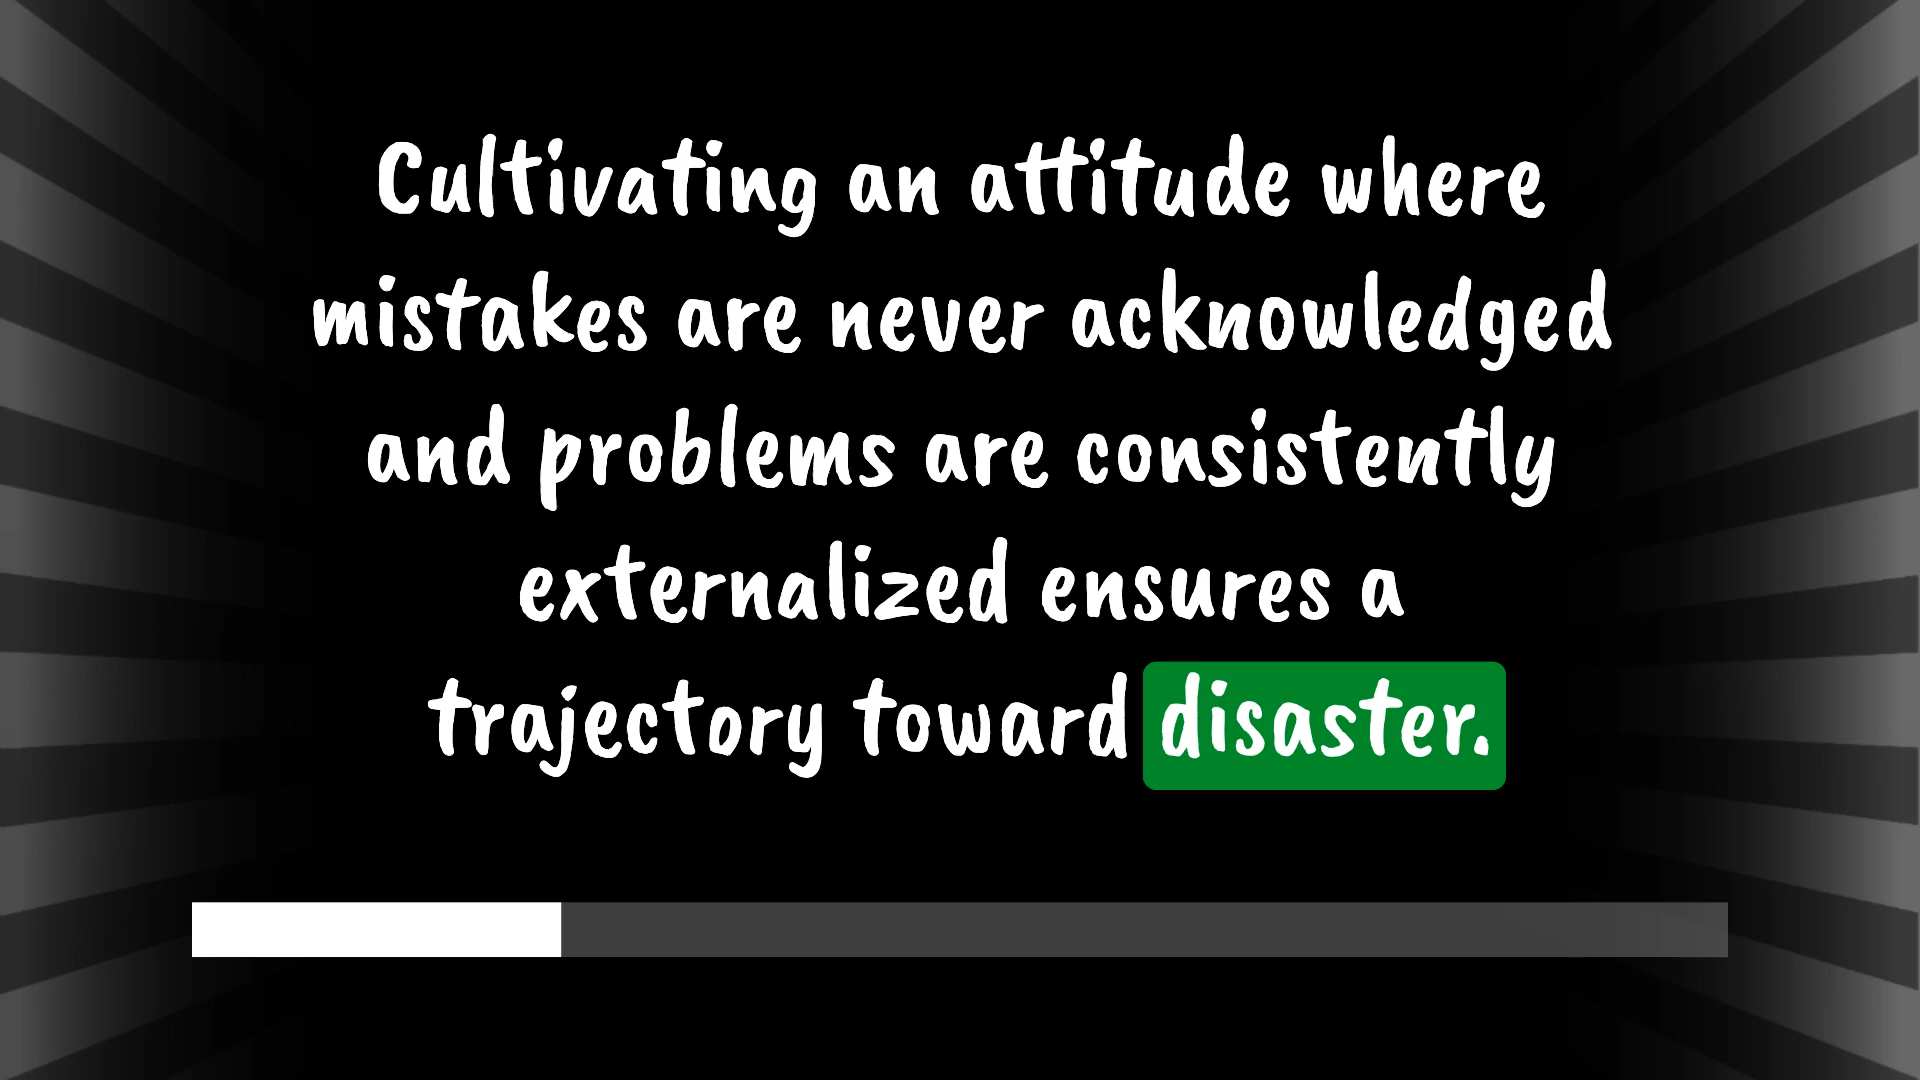 Cultivating an attitude where
mistakes are never acknowledged
and problems are consistently
externalized ensures a
trajectory toward disaster.